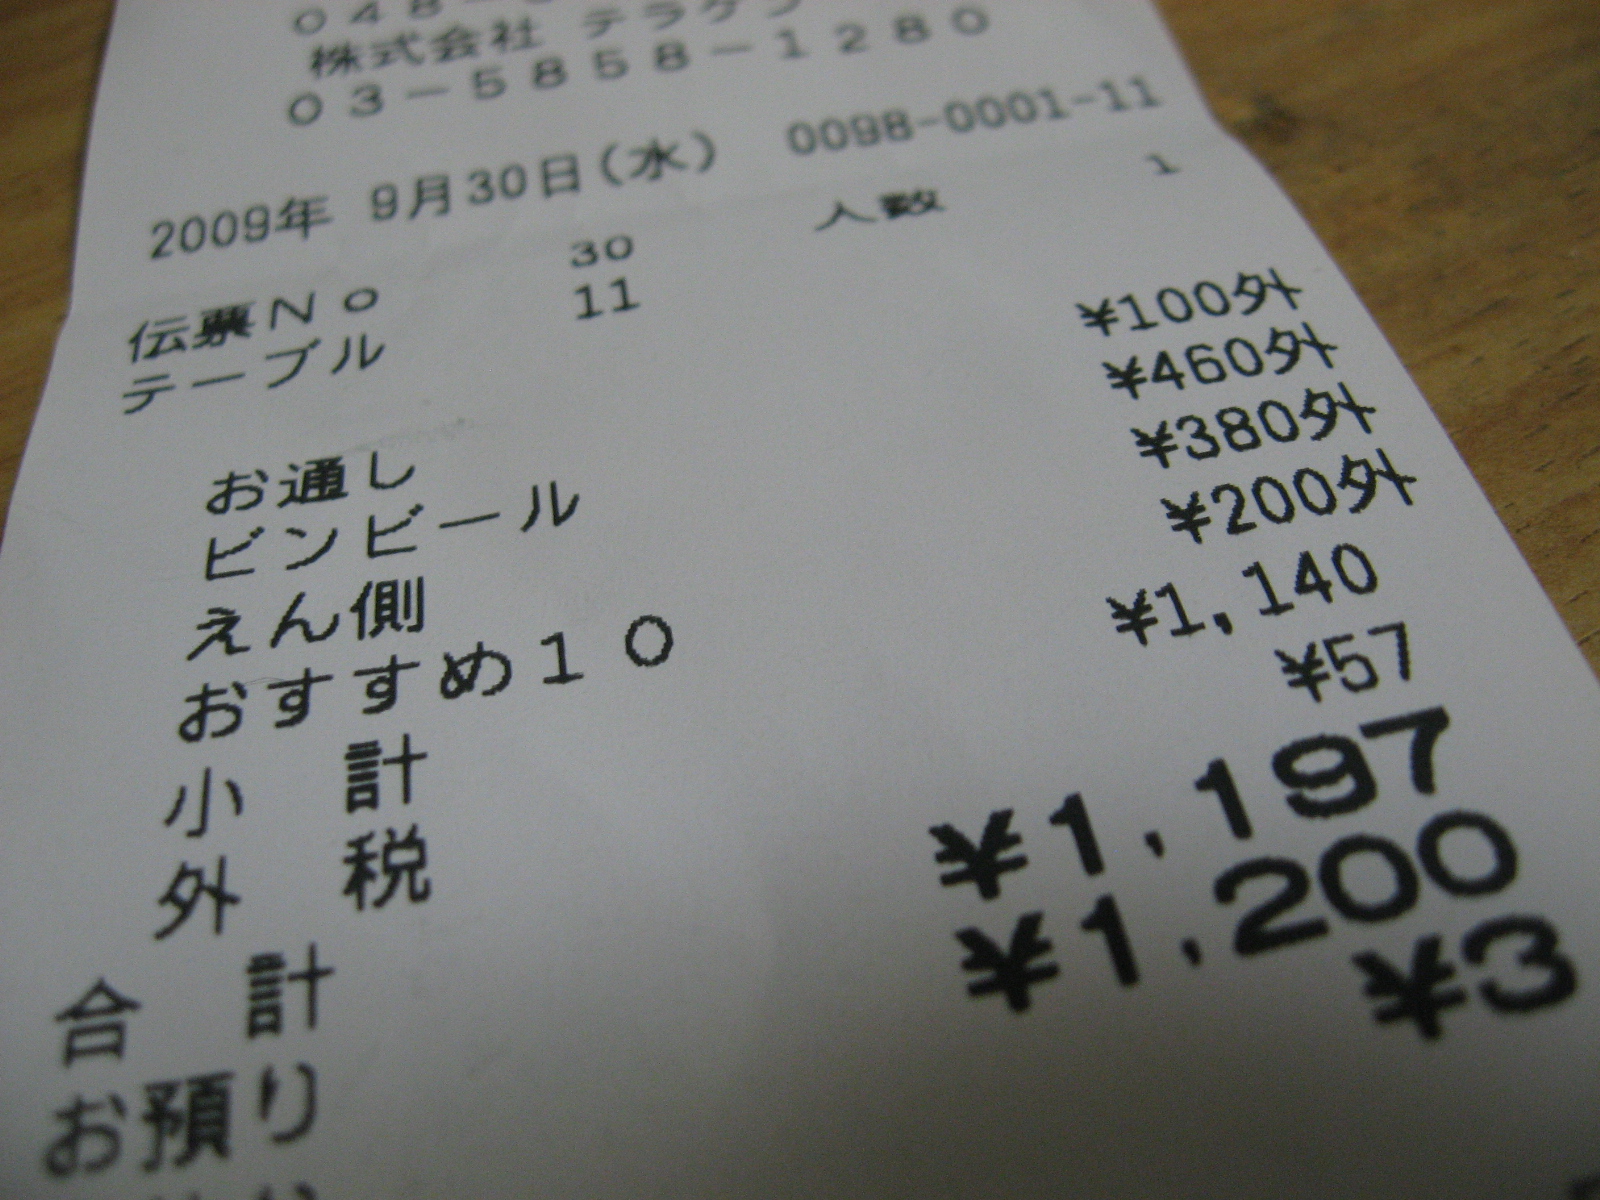 048-
株式会社 テラケン
03-5858-1280
2009年 9月30日(水) 0098-0001-11
伝票No 30 人数 1
テーブル 11
お通し ¥100外
ビンビール ¥460外
えん側 ¥380外
おすすめ10 ¥200外
小 計 ¥1,140
外 税 ¥57
合 計 ¥1,197
お預り ¥1,200
¥3